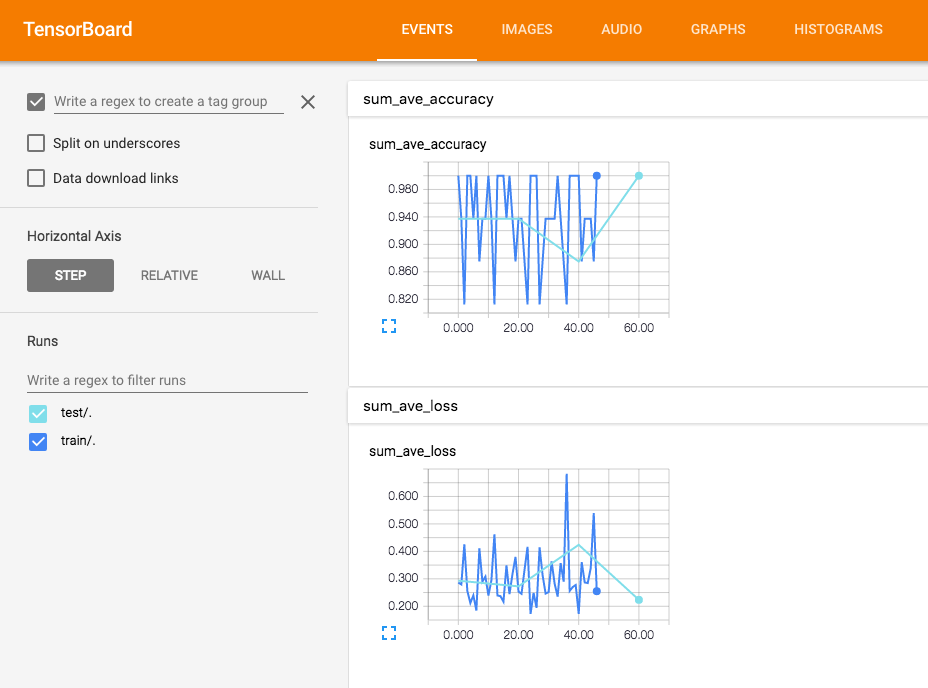 TensorBoard EVENTS IMAGES AUDIO GRAPHS HISTOGRAMS
Write a regex to create a tag group
Split on underscores
Data download links
Horizontal Axis
STEP RELATIVE WALL
Runs
Write a regex to filter runs
test/.
train/.
sum_ave_accuracy
sum_ave_accuracy
0.980
0.940
0.900
0.860
0.820
0.000 20.00 40.00 60.00
sum_ave_loss
sum_ave_loss
0.600
0.500
0.400
0.300
0.200
0.000 20.00 40.00 60.00